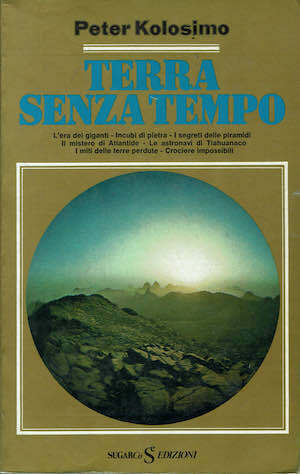 Peter Kolosimo
TERRA
SENZA TEMPO
L'era dei giganti - Incubi di pietra - I segreti delle piramidi
Il mistero di Atlantide - Le astronavi di Tiahuanaco
I miti delle terre perdute - Crociere impossibili
SUGARCo EDIZIONI